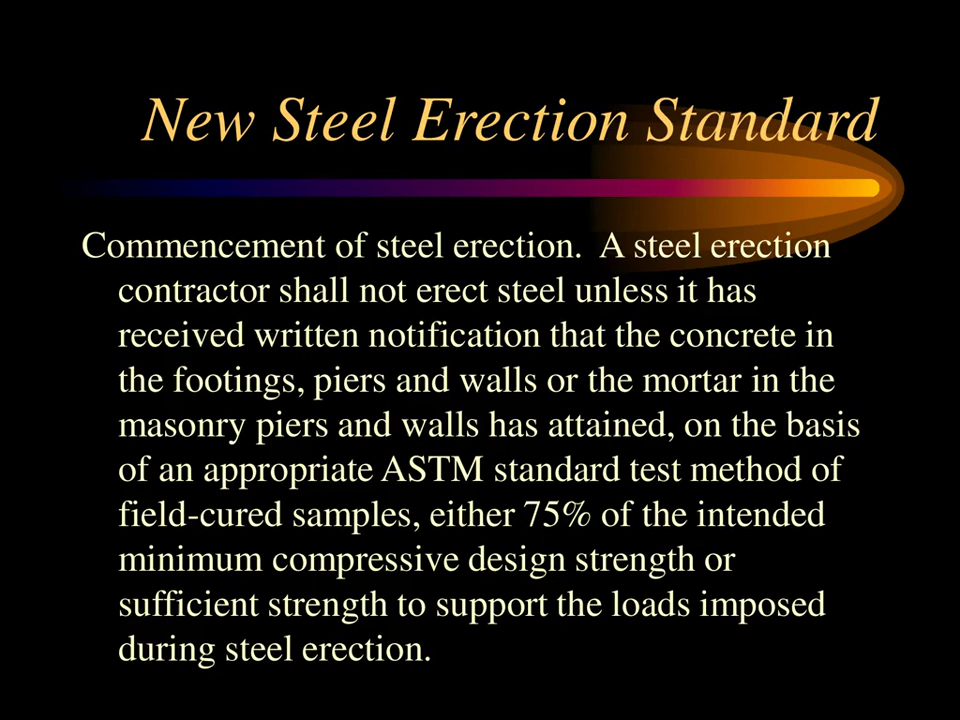 New Steel Erection Standard
Commencement of steel erection.  A steel erection
contractor shall not erect steel unless it has
received written notification that the concrete in
the footings, piers and walls or the mortar in the
masonry piers and walls has attained, on the basis
of an appropriate ASTM standard test method of
field-cured samples, either 75% of the intended
minimum compressive design strength or
sufficient strength to support the loads imposed
during steel erection.